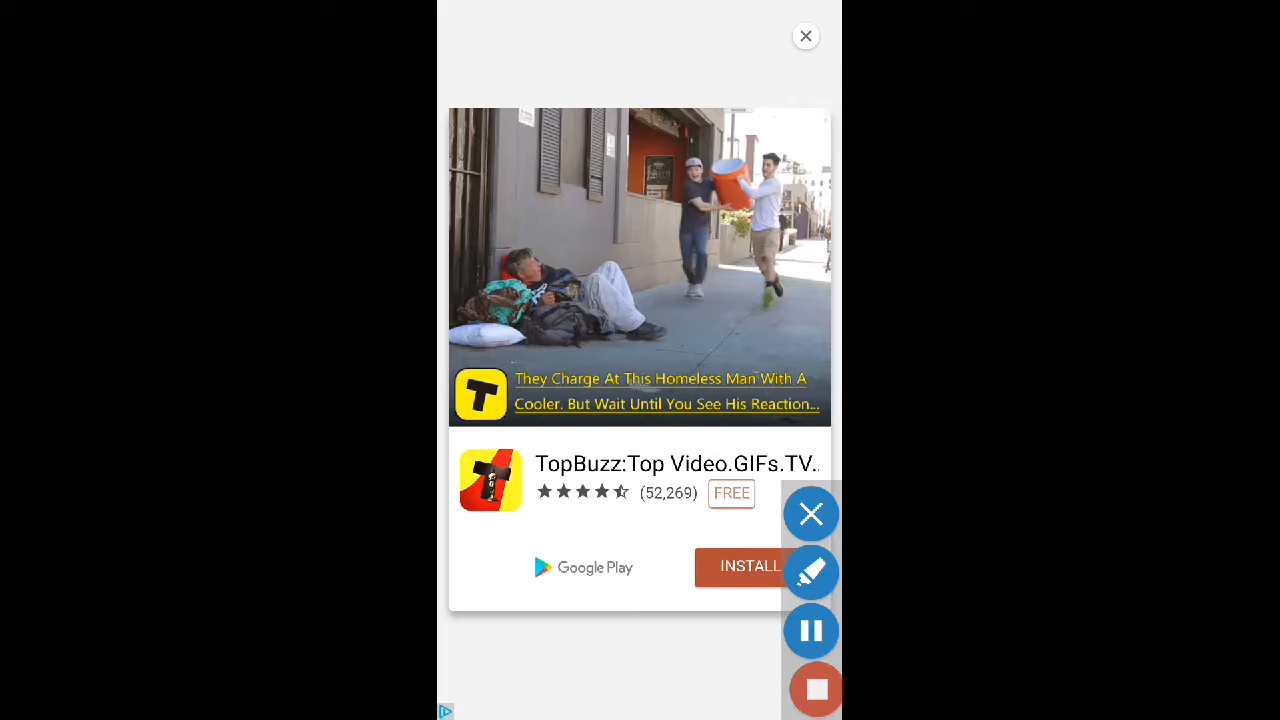 They Charge At This Homeless Man With A
Cooler. But Wait Until You See His Reaction...
TopBuzz:Top Video.GIFs.TV..
(52,269) FREE
Google Play
INSTALL